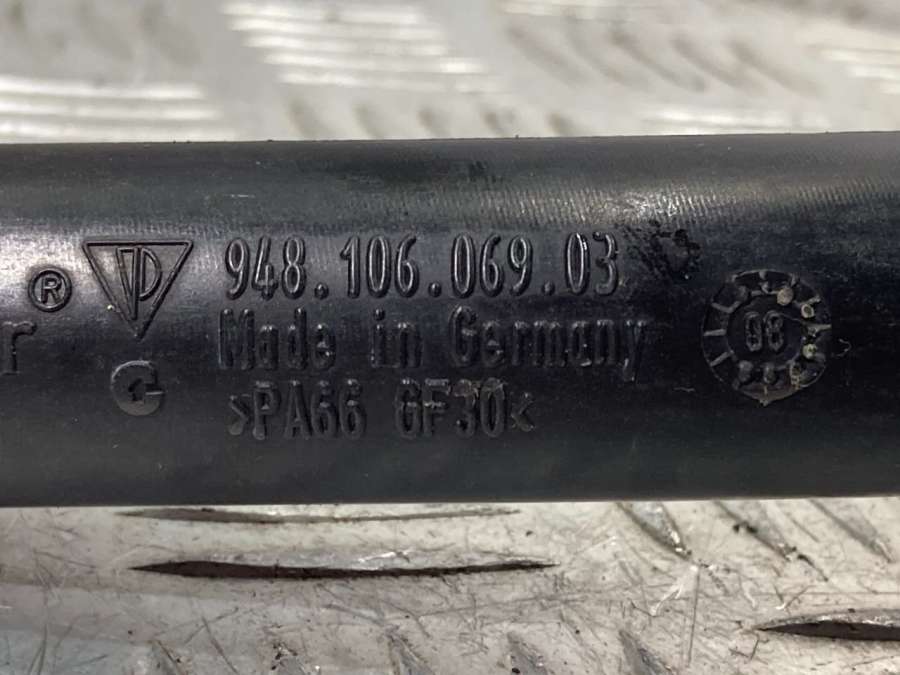 ® 948.106.069.03
r Made in Germany
G
>PA66 GF30<
08